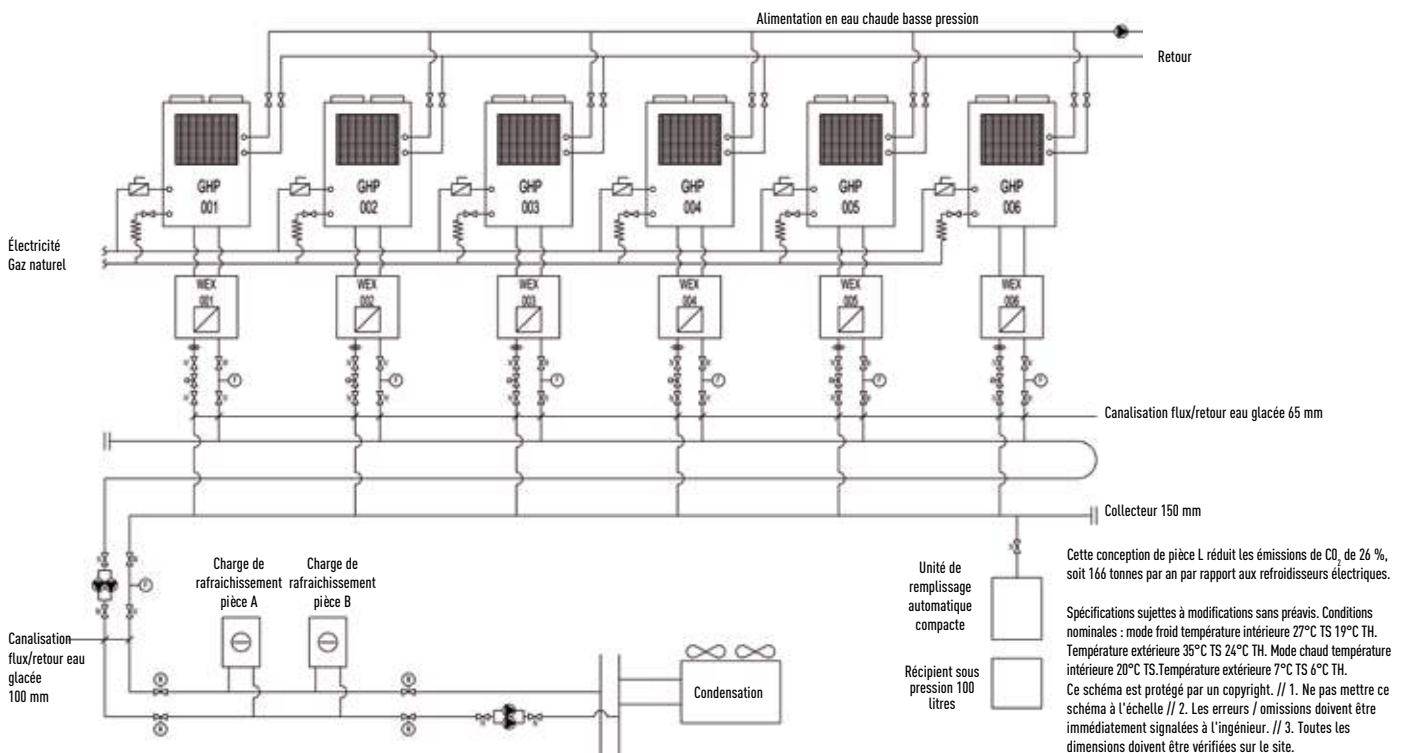 Alimentation en eau chaude basse pression
Retour
GHP
001
GHP
002
GHP
003
GHP
004
GHP
005
GHP
006
Électricité
Gaz naturel
WEX
001
WEX
002
WEX
003
WEX
004
WEX
005
WEX
006
Canalisation flux/retour eau glacée 65 mm
Collecteur 150 mm
Charge de
rafraichissement
pièce A
Charge de
rafraichissement
pièce B
Canalisation
flux/retour eau
glacée
100 mm
Condensation
Unité de
remplissage
automatique
compacte
Récipient sous
pression 100
litres
Cette conception de pièce L réduit les émissions de CO₂ de 26 %,
soit 166 tonnes par an par rapport aux refroidisseurs électriques.
Spécifications sujettes à modifications sans préavis. Conditions
nominales : mode froid température intérieure 27°C TS 19°C TH.
Température extérieure 35°C TS 24°C TH. Mode chaud température
intérieure 20°C TS.Température extérieure 7°C TS 6°C TH.
Ce schéma est protégé par un copyright. // 1. Ne pas mettre ce
schéma à l'échelle // 2. Les erreurs / omissions doivent être
immédiatement signalées à l'ingénieur. // 3. Toutes les
dimensions doivent être vérifiées sur le site.